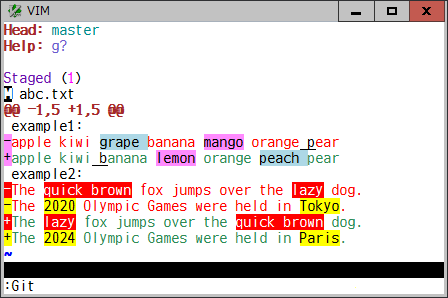 VIM
Head: master
Help: g?
Staged (1)
M abc.txt
@@ -1,5 +1,5 @@
 example1:
-apple kiwi grape banana mango orange pear
+apple kiwi banana lemon orange peach pear
 example2:
-The quick brown fox jumps over the lazy dog.
-The 2020 Olympic Games were held in Tokyo.
+The lazy fox jumps over the quick brown dog.
+The 2024 Olympic Games were held in Paris.
~
:Git